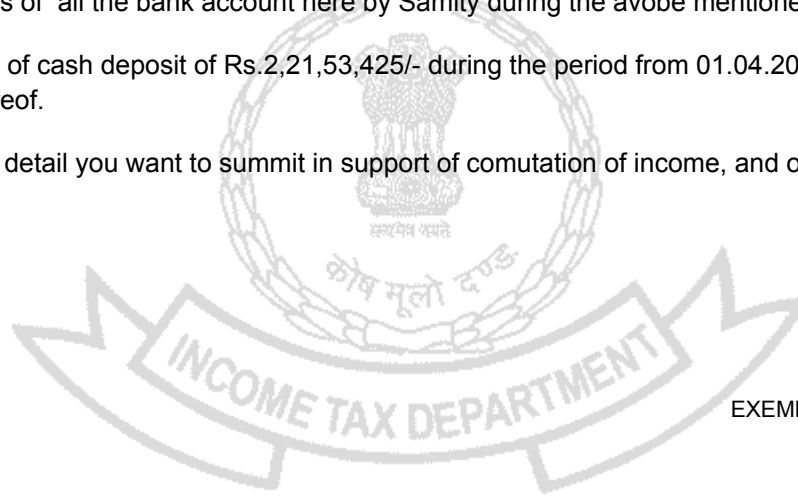 s of all the bank account here by Samity during the avobe mentione
of cash deposit of Rs.2,21,53,425/- during the period from 01.04.20
eof.
detail you want to summit in support of comutation of income, and o
सत्यमेव जयते
कोष मूलो दण्डः
INCOME TAX DEPARTMENT
EXEM